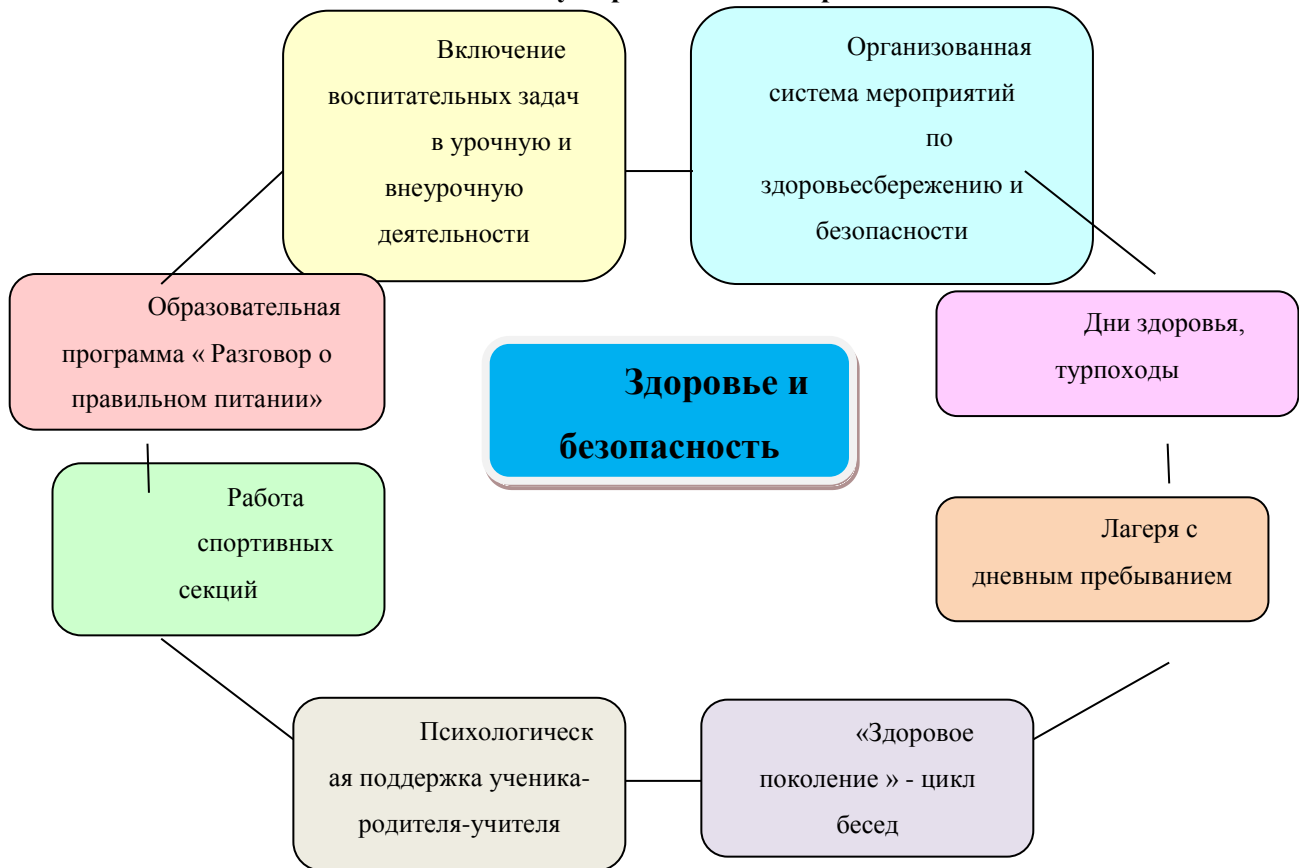 Включение
воспитательных задач
в урочную и
внеурочную
деятельности
Организованная
система мероприятий
по
здоровьесбережению и
безопасности
Образовательная
программа « Разговор о
правильном питании»
Здоровье и
безопасность
Дни здоровья,
турпоходы
Работа
спортивных
секций
Лагеря с
дневным пребыванием
Психологическ
ая поддержка ученика-
родителя-учителя
«Здоровое
поколение » - цикл
бесед